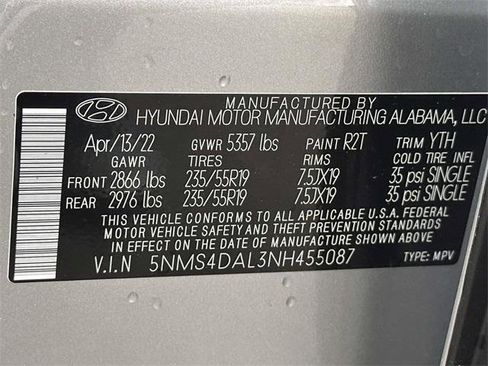 MANUFACTURED BY
HYUNDAI MOTOR MANUFACTURING ALABAMA, LLC
Apr/13/22 GVWR 5357 lbs PAINT R2T TRIM YTH
GAWR TIRES RIMS COLD TIRE INFL
FRONT 2866 lbs 235/55R19 7.5JX19 35 psi SINGLE
REAR 2976 lbs 235/55R19 7.5JX19 35 psi SINGLE
THIS VEHICLE CONFORMS TO ALL APPLICABLE U.S.A. FEDERAL
MOTOR VEHICLE SAFETY AND THEFT PREVENTION STANDARDS
IN EFFECT ON THE DATE OF MANUFACTURE SHOWN ABOVE.
V.I.N 5NMS4DAL3NH455087
TYPE: MPV